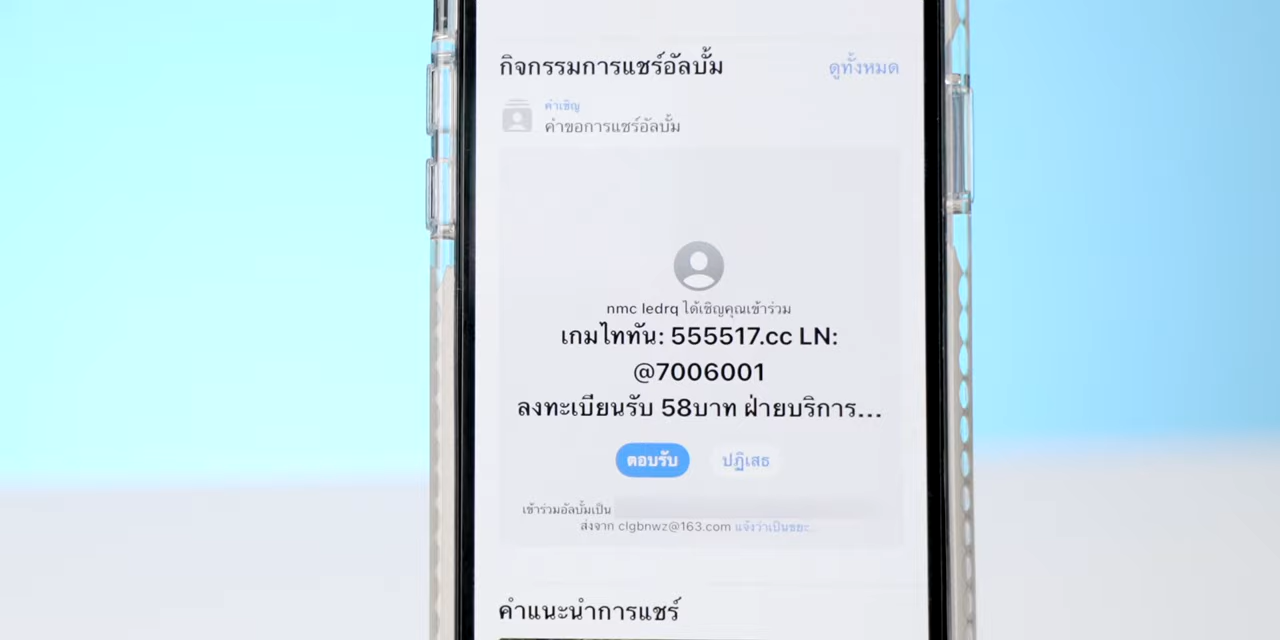 กิจกรรมการแชร์อัลบั้ม ดูทั้งหมด
คำเชิญ
คำขอการแชร์อัลบั้ม
nmc ledrq ได้เชิญคุณเข้าร่วม
เกมไททัน: 555517.cc LN:
@7006001
ลงทะเบียนรับ 58บาท ฝ่ายบริการ...
ตอบรับ ปฏิเสธ
เข้าร่วมอัลบั้มเป็น
ส่งจาก clgbnwz@163.com แจ้งว่าเป็นขยะ
คำแนะนำการแชร์